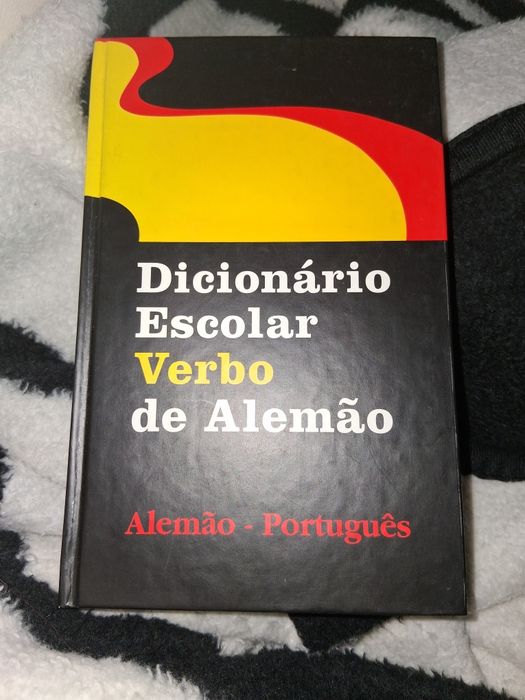 Dicionário
Escolar
Verbo
de Alemão
Alemão - Português